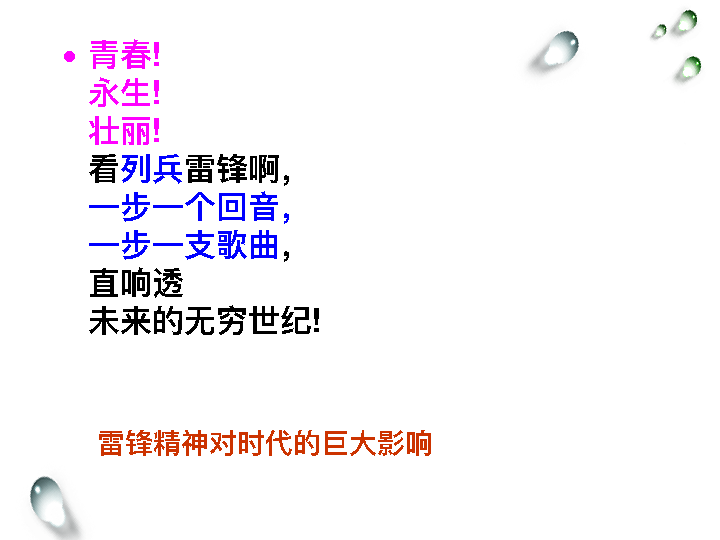 • 青春!
永生!
壮丽!
看列兵雷锋啊，
一步一个回音，
一步一支歌曲，
直响透
未来的无穷世纪!
雷锋精神对时代的巨大影响